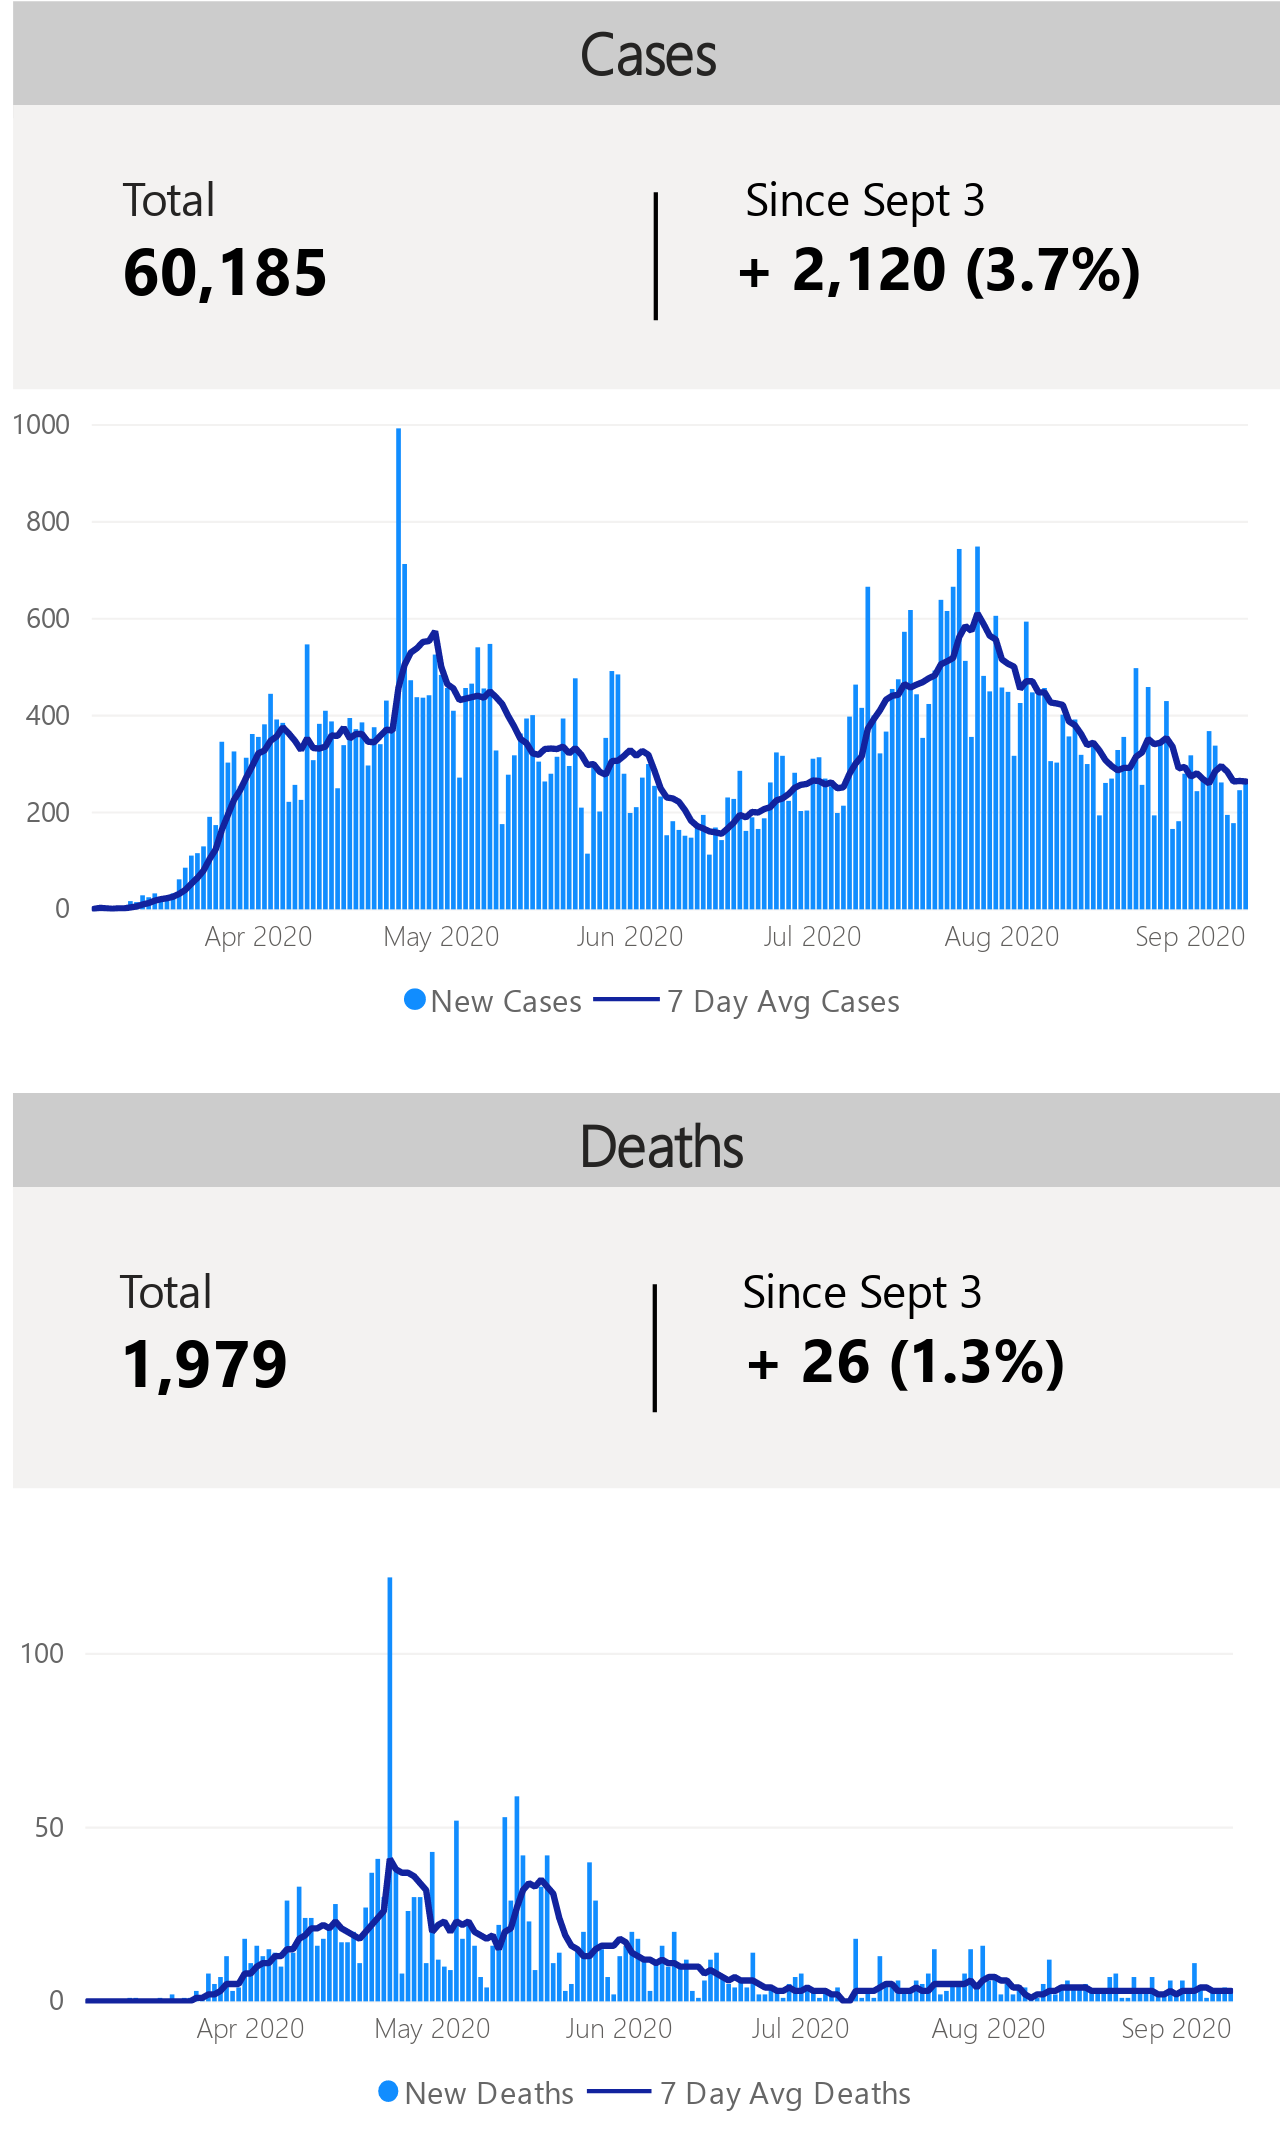 Cases
Total
Since Sept 3
60,185
+ 2,120 (3.7%)
1000
800
600
400
200
0
Apr 2020 May 2020 Jun 2020 Jul 2020 Aug 2020 Sep 2020
New Cases 7 Day Avg Cases
Deaths
Total
Since Sept 3
1,979
+ 26 (1.3%)
100
50
0
Apr 2020 May 2020 Jun 2020 Jul 2020 Aug 2020 Sep 2020
New Deaths 7 Day Avg Deaths